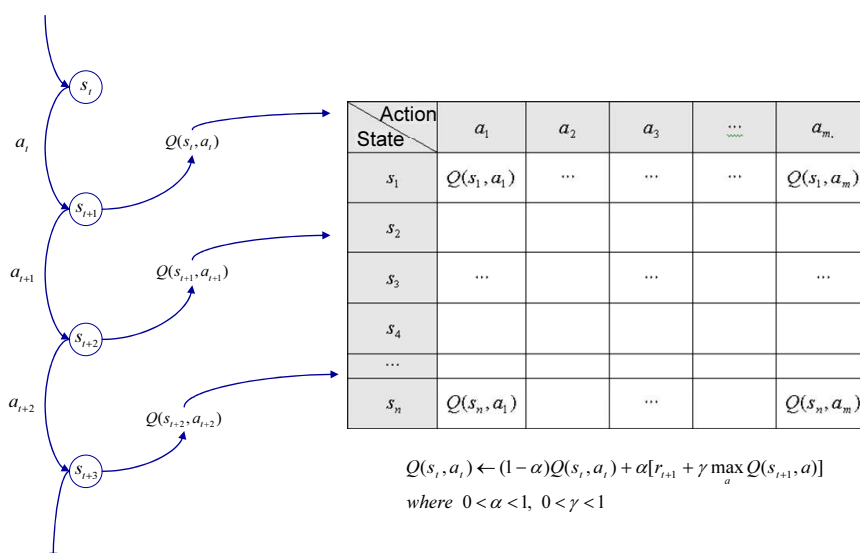 s_t
a_t
Q(s_t, a_t)
s_{t+1}
a_{t+1}
Q(s_{t+1}, a_{t+1})
s_{t+2}
a_{t+2}
Q(s_{t+2}, a_{t+2})
s_{t+3}
Action
State
a_1 a_2 a_3 ... a_m.
s_1 Q(s_1, a_1) ... ... ... Q(s_1, a_m)
s_2
s_3 ... ... ...
s_4
...
s_n Q(s_n, a_1) ... Q(s_n, a_m)
Q(s_t, a_t) ← (1−α)Q(s_t, a_t) + α[r_{t+1} + γ max_a Q(s_{t+1}, a)]
where 0 < α < 1, 0 < γ < 1